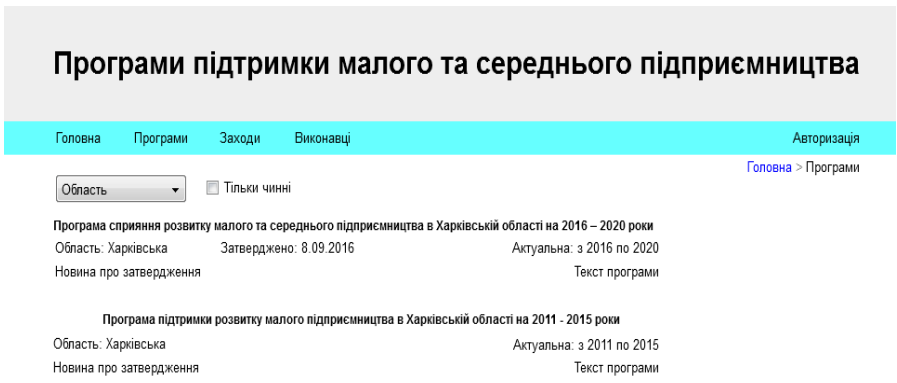 Програми підтримки малого та середнього підприємництва
Головна Програми Заходи Виконавці Авторизація
Головна > Програми
Область Тільки чинні
Програма сприяння розвитку малого та середнього підприємництва в Харківській області на 2016 – 2020 роки
Область: Харківська Затверджено: 8.09.2016 Актуальна: з 2016 по 2020
Новина про затвердження Текст програми
Програма підтримки розвитку малого підприємництва в Харківській області на 2011 - 2015 роки
Область: Харківська Актуальна: з 2011 по 2015
Новина про затвердження Текст програми